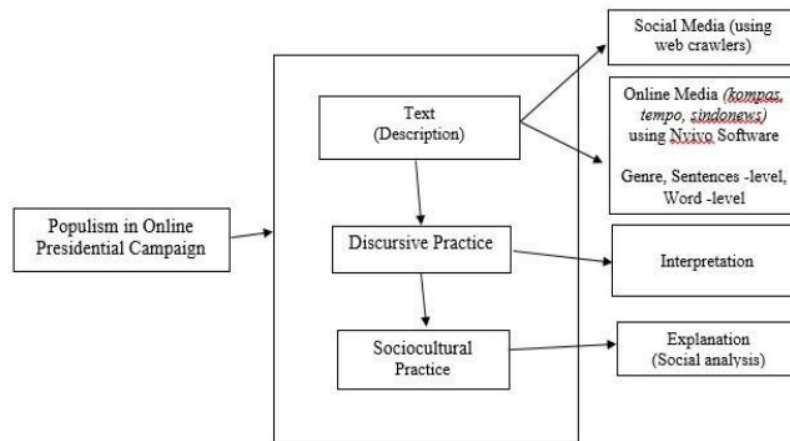 Social Media (using
web crawlers)
Online Media (kompas,
tempo, sindonews)
using Nvivo Software
Genre, Sentences -level,
Word -level
Text
(Description)
Populism in Online
Presidential Campaign
Discursive Practice
Interpretation
Sociocultural
Practice
Explanation
(Social analysis)